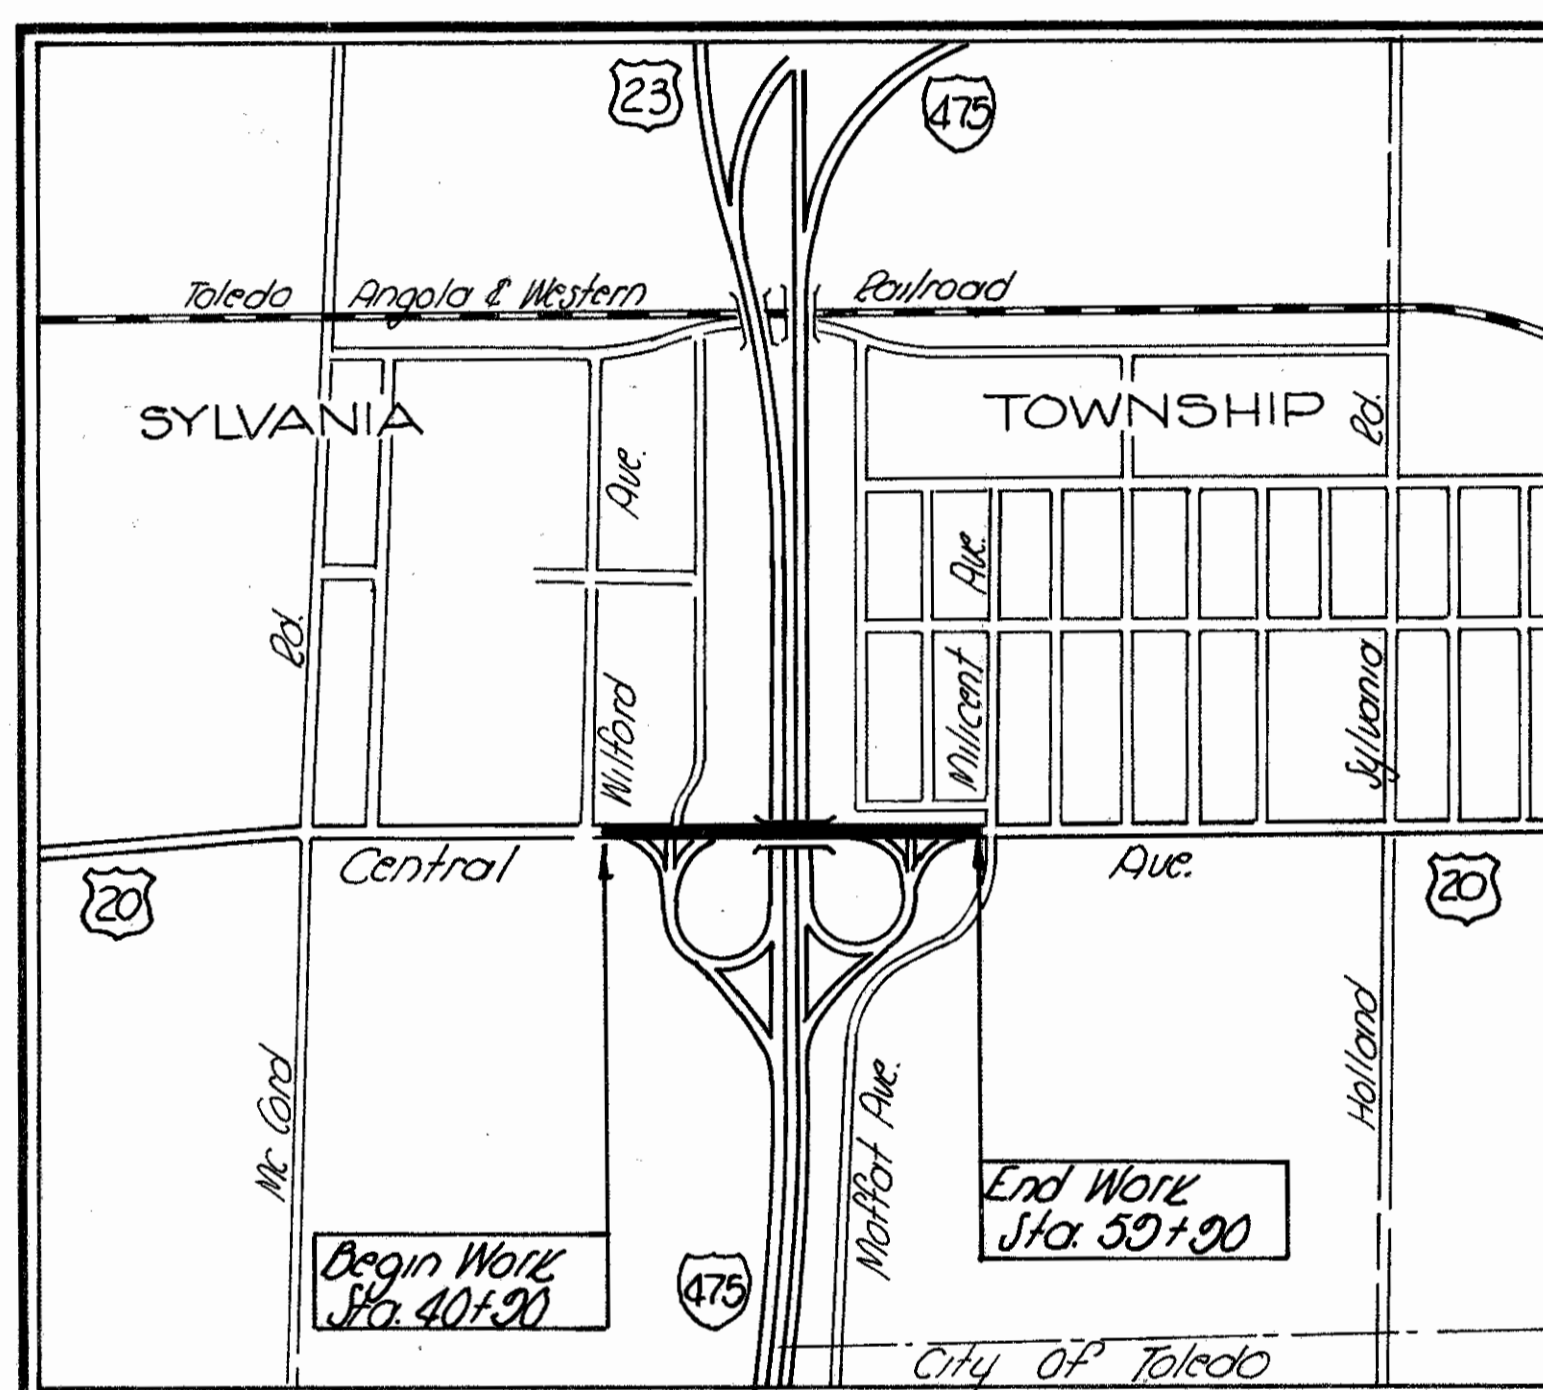 23
475
Toledo Angola & Western Railroad
SYLVANIA TOWNSHIP
Rd.
Ave.
Ave.
Rd.
Wilford
Milicent
Sylvania
Central Ave.
20
20
Mc Cord
Moffat Ave.
Holland
End Work
Sta. 59+90
Begin Work
Sta. 40+90
475
City of Toledo